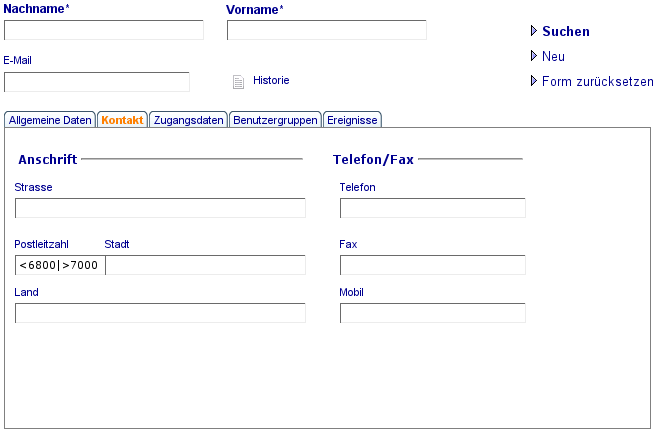 Nachname* Vorname*
Suchen
E-Mail
Neu
Historie
Form zurücksetzen
Allgemeine Daten Kontakt Zugangsdaten Benutzergruppen Ereignisse
Anschrift Telefon/Fax
Strasse Telefon
Postleitzahl Stadt Fax
<6800|>7000
Land Mobil